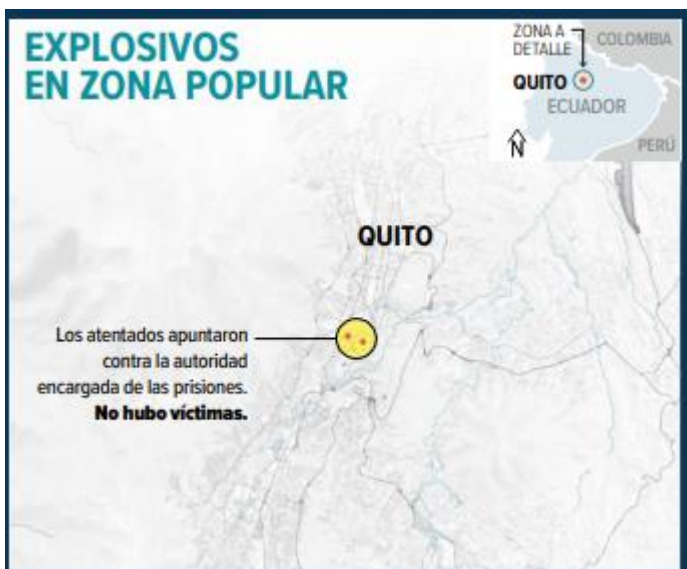 EXPLOSIVOS
EN ZONA POPULAR
ZONA A
DETALLE
COLOMBIA
QUITO
ECUADOR
PERÚ
N
QUITO
Los atentados apuntaron
contra la autoridad
encargada de las prisiones.
No hubo víctimas.